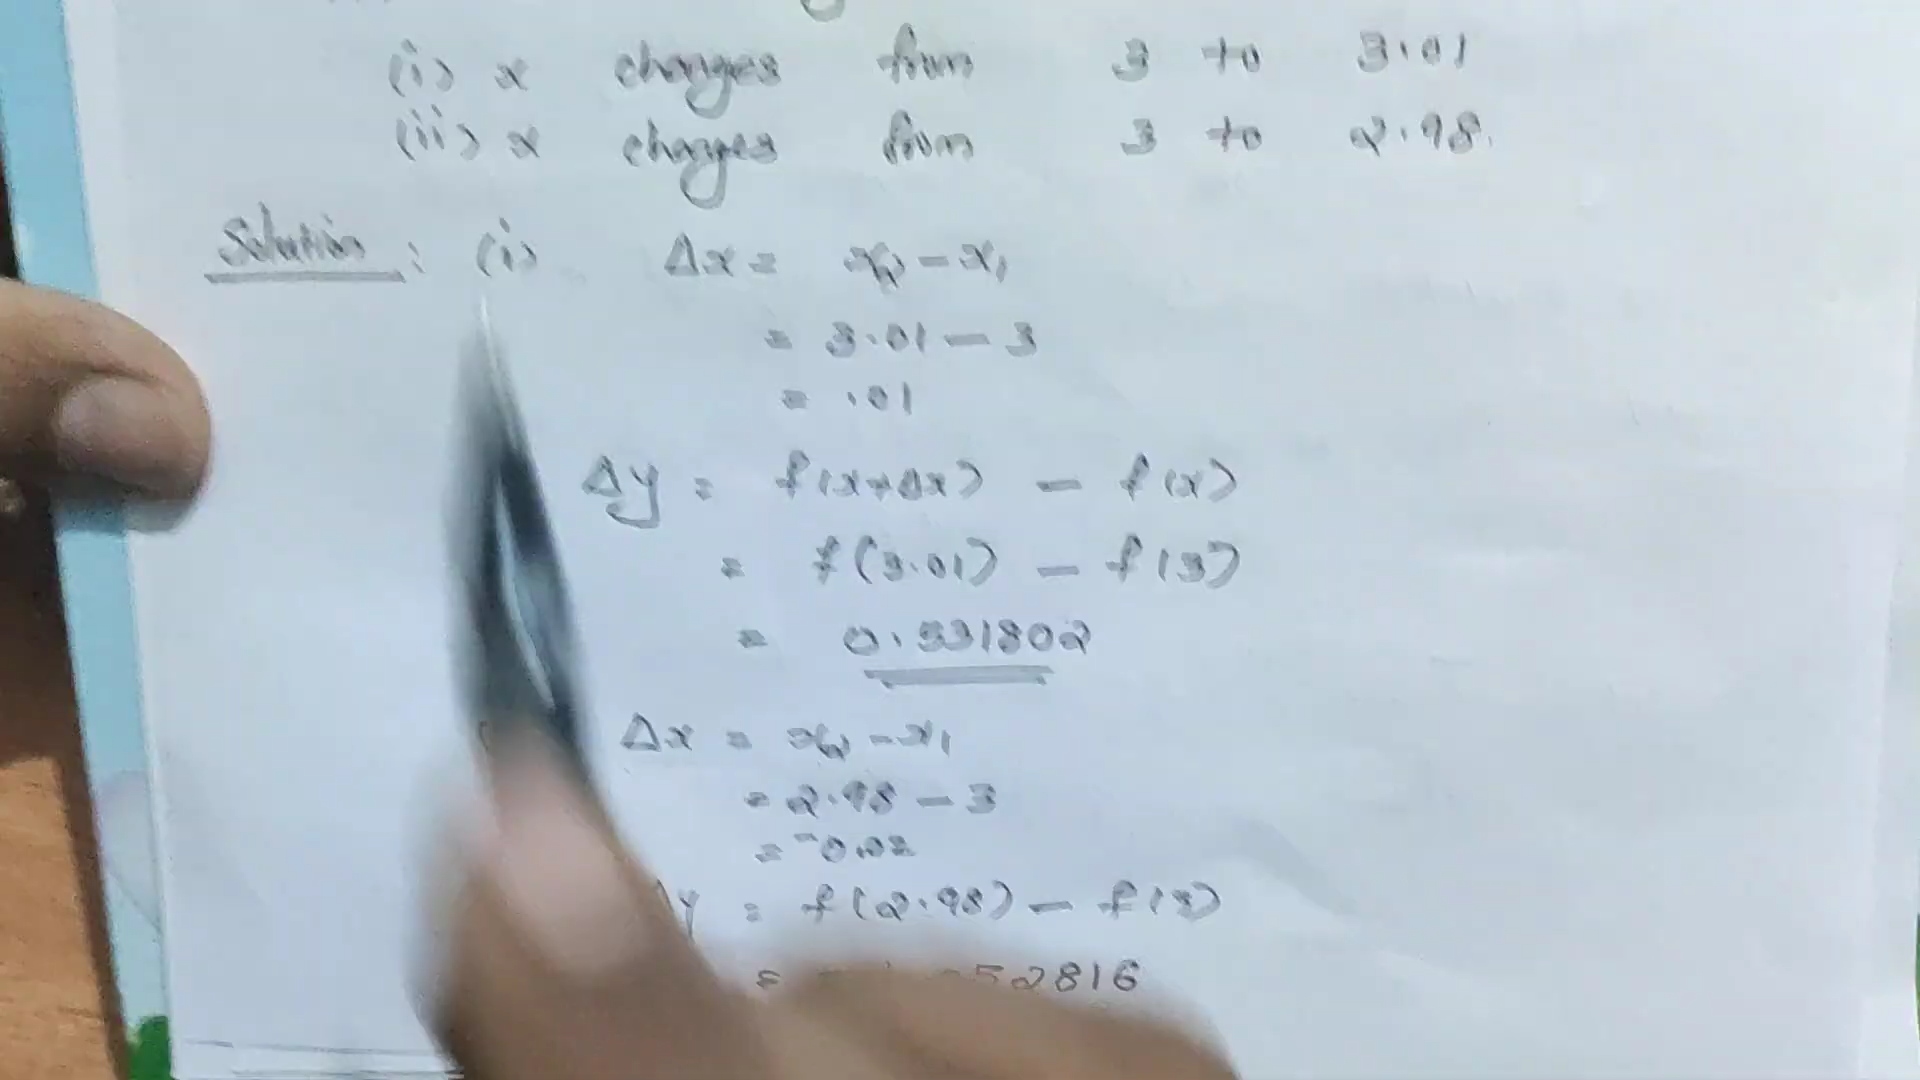 (i) x changes from 3 to 3.01
(ii) x changes from 3 to 2.98.
Solution : (i) Δx = x₂ - x₁
= 3.01 - 3
= .01
Δy = f(x+Δx) - f(x)
= f(3.01) - f(3)
= 0.531802
Δx = x₂ - x₁
= 2.98 - 3
= -0.02
y = f(2.98) - f(3)
= 52816